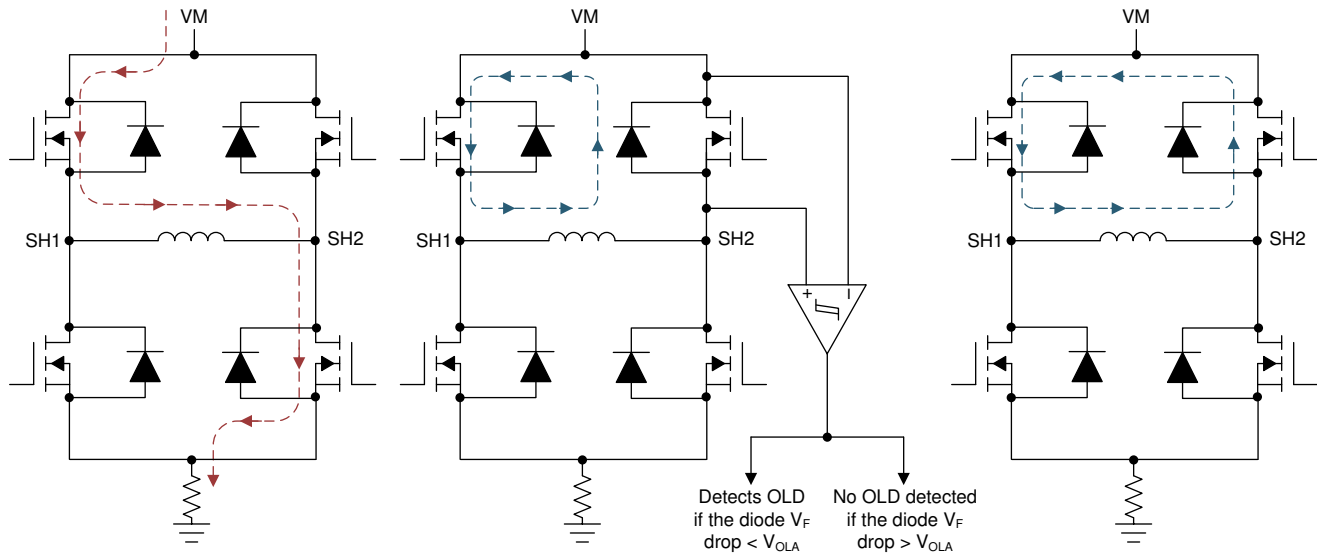 VM
VM
VM
SH1
SH2
SH1
SH2
SH1
SH2
+
−
Detects OLD
if the diode VF
drop < VOLA
No OLD detected
if the diode VF
drop > VOLA